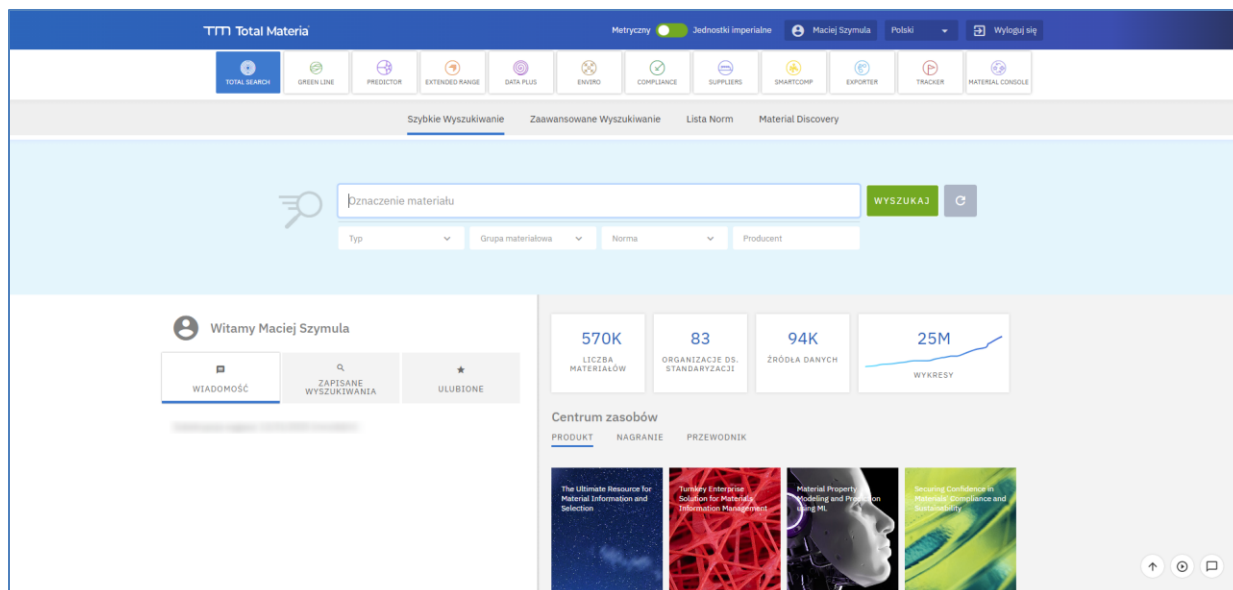 Total Materia
Metryczny Jednostki imperialne Maciej Szymula Polski Wyloguj się
TOTAL SEARCH GREEN LINE PREDICTOR EXTENDED RANGE DATA PLUS ENVIRO COMPLIANCE SUPPLIERS SMARTCOMP EXPORTER TRACKER MATERIAL CONSOLE
Szybkie Wyszukiwanie Zaawansowane Wyszukiwanie Lista Norm Material Discovery
Oznaczenie materiału WYSZUKAJ
Typ Grupa materiałowa Norma Producent
Witamy Maciej Szymula
WIADOMOŚĆ
ZAPISANE
WYSZUKIWANIA
ULUBIONE
570K
LICZBA
MATERIAŁÓW
83
ORGANIZACJE DS.
STANDARYZACJI
94K
ŹRÓDŁA DANYCH
25M
WYKRESY
Centrum zasobów
PRODUKT NAGRANIE PRZEWODNIK
The Ultimate Resource for
Material Information and
Selection
Turnkey Enterprise
Solution for Materials
Information Management
Material Property
Modeling and Prediction
using ML
Securing Confidence in
Materials' Compliance and
Sustainability